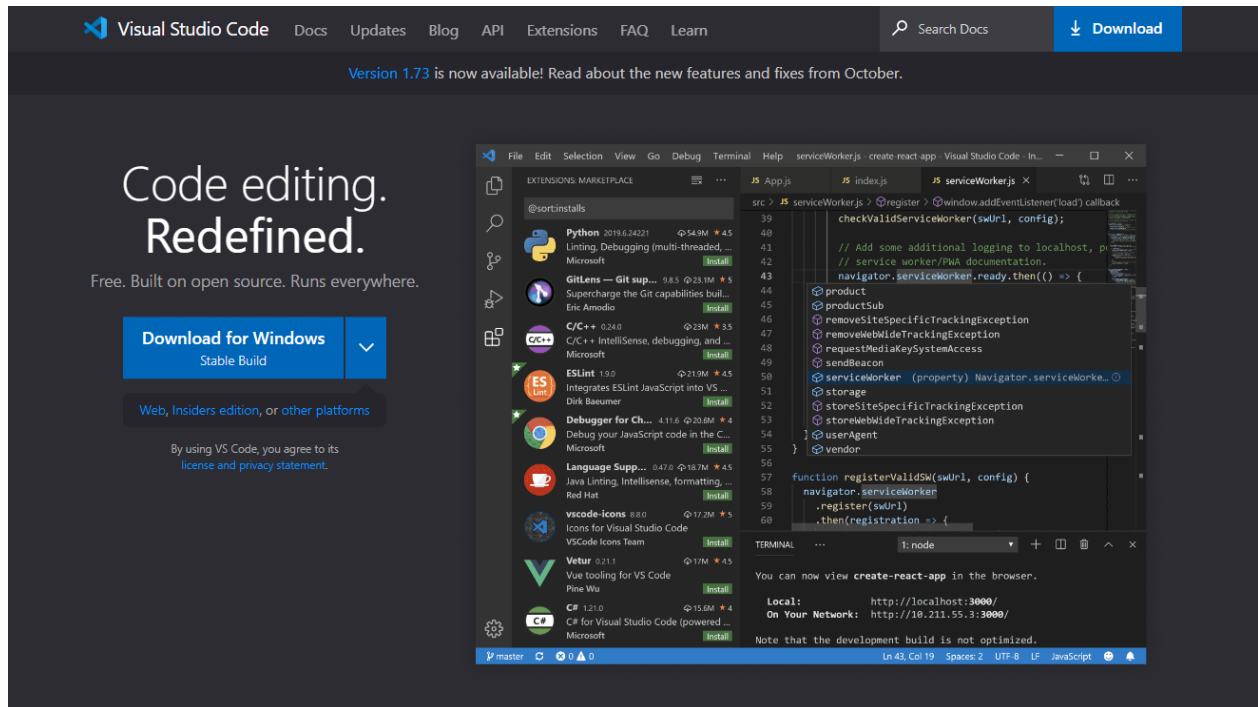 Visual Studio Code Docs Updates Blog API Extensions FAQ Learn Search Docs Download
Version 1.73 is now available! Read about the new features and fixes from October.
Code editing.
Redefined.
Free. Built on open source. Runs everywhere.
Download for Windows
Stable Build
Web, Insiders edition, or other platforms
By using VS Code, you agree to its
license and privacy statement.
File Edit Selection View Go Debug Terminal Help serviceWorker.js - create-react-app - Visual Studio Code - In...
EXTENSIONS: MARKETPLACE
@sort:installs
Python 2019.6.24221 54.9M ★ 4.5
Linting, Debugging (multi-threaded, ...
Microsoft Install
GitLens — Git sup... 9.8.5 23.1M ★ 5
Supercharge the Git capabilities buil...
Eric Amodio Install
C/C++ 0.24.0 23M ★ 3.5
C/C++ C/C++ IntelliSense, debugging, and ...
Microsoft Install
ESLint 1.9.0 21.9M ★ 4.5
ES Lint Integrates ESLint JavaScript into VS ...
Dirk Baeumer Install
Debugger for Ch... 4.11.6 20.6M ★ 4
Debug your JavaScript code in the C...
Microsoft Install
Language Supp... 0.47.0 18.7M ★ 4.5
Java Linting, Intellisense, formatting, ...
Red Hat Install
vscode-icons 8.8.0 17.2M ★ 5
Icons for Visual Studio Code
VSCode Icons Team Install
Vetur 0.21.1 17M ★ 4.5
Vue tooling for VS Code
Pine Wu Install
C# 1.21.0 15.6M ★ 4
C# C# for Visual Studio Code (powered ...
Microsoft Install
JS App.js JS index.js JS serviceWorker.js
src > JS serviceWorker.js > register > window.addEventListener('load') callback
39 checkValidServiceWorker(swUrl, config);
40
41 // Add some additional logging to localhost, p
42 // service worker/PWA documentation.
43 navigator.serviceWorker.ready.then(() => {
44 product
45 productSub
46 removeSiteSpecificTrackingException
47 removeWebWideTrackingException
48 requestMediaKeySystemAccess
49 sendBeacon
50 serviceWorker (property) Navigator.serviceWorke...
51 storage
52 storeSiteSpecificTrackingException
53 storeWebWideTrackingException
54 } userAgent
55 } vendor
56
57 function registerValidSW(swUrl, config) {
58 navigator.serviceWorker
59 .register(swUrl)
60 .then(registration => {
TERMINAL ... 1: node
You can now view create-react-app in the browser.
Local: http://localhost:3000/
On Your Network: http://10.211.55.3:3000/
Note that the development build is not optimized.
master 0 0 Ln 43, Col 19 Spaces: 2 UTF-8 LF JavaScript